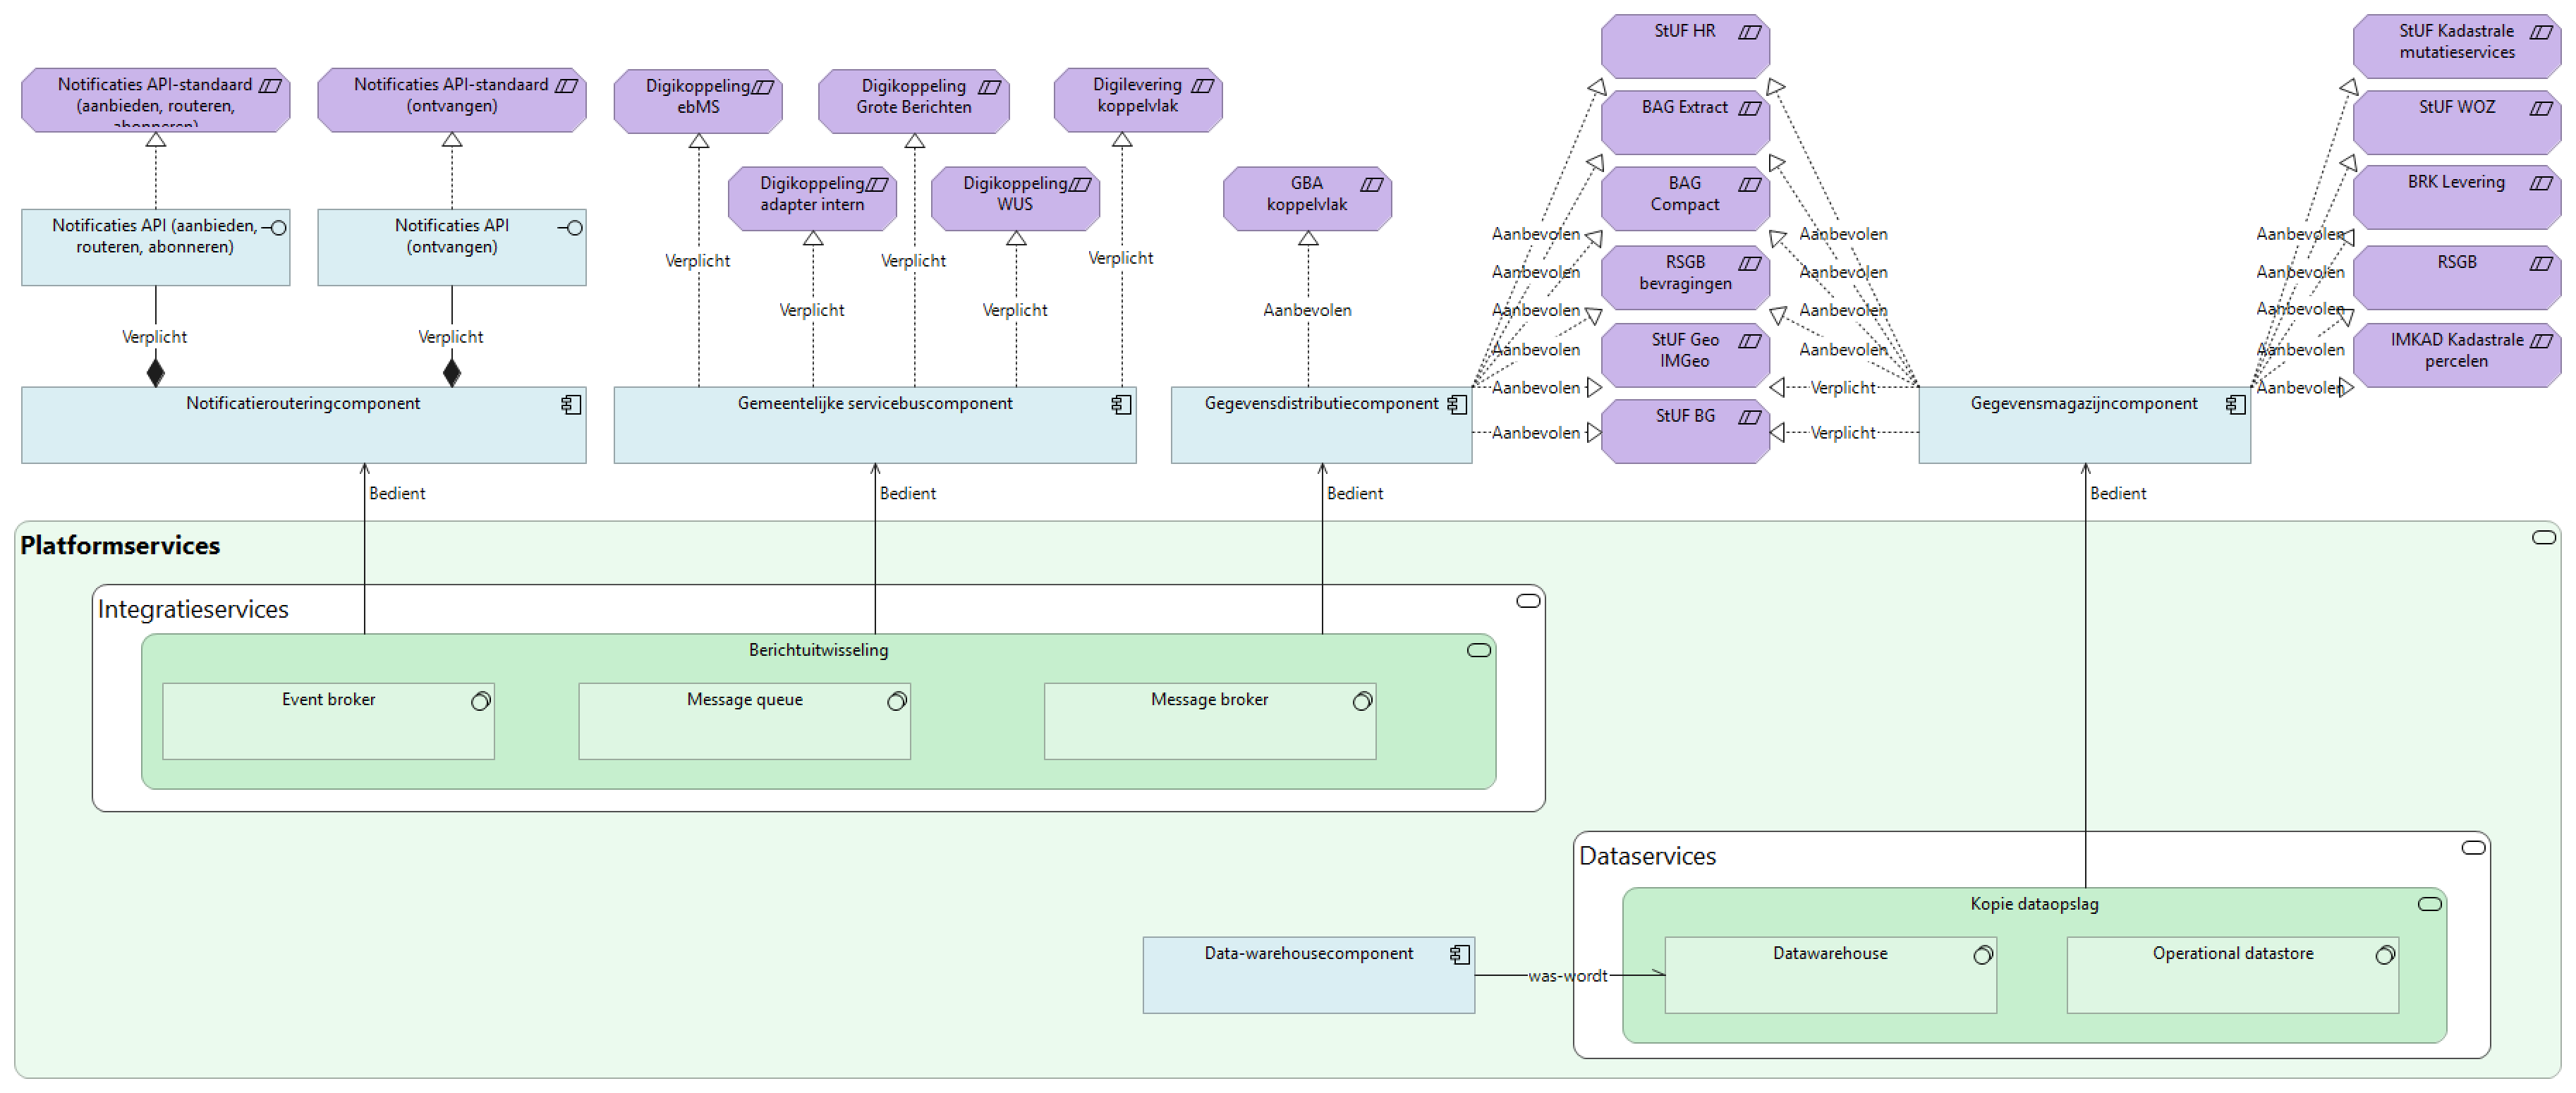 StUF HR
StUF Kadastrale
mutatieservices
Notificaties API-standaard
(aanbieden, routeren,
abonneren)
Notificaties API-standaard
(ontvangen)
Digikoppeling
ebMS
Digikoppeling
Grote Berichten
Digilevering
koppelvlak
BAG Extract
StUF WOZ
Digikoppeling
adapter intern
Digikoppeling
WUS
GBA
koppelvlak
BAG
Compact
BRK Levering
Notificaties API (aanbieden,
routeren, abonneren)
Notificaties API
(ontvangen)
Verplicht
Verplicht
Verplicht
Verplicht
Verplicht
Aanbevolen
Aanbevolen
Aanbevolen
Aanbevolen
Aanbevolen
Aanbevolen
Aanbevolen
RSGB
bevragingen
RSGB
Aanbevolen
Aanbevolen
Aanbevolen
Aanbevolen
Verplicht
Verplicht
Aanbevolen
Aanbevolen
Aanbevolen
StUF Geo
IMGeo
IMKAD Kadastrale
percelen
Aanbevolen
Verplicht
Aanbevolen
Notificatierouteringcomponent
Gemeentelijke servicebuscomponent
Gegevensdistributiecomponent
StUF BG
Gegevensmagazijncomponent
Aanbevolen
Verplicht
Bedient
Bedient
Bedient
Bedient
Platformservices
Integratieservices
Berichtuitwisseling
Event broker
Message queue
Message broker
Dataservices
Kopie dataopslag
Data-warehousecomponent
was-wordt
Datawarehouse
Operational datastore